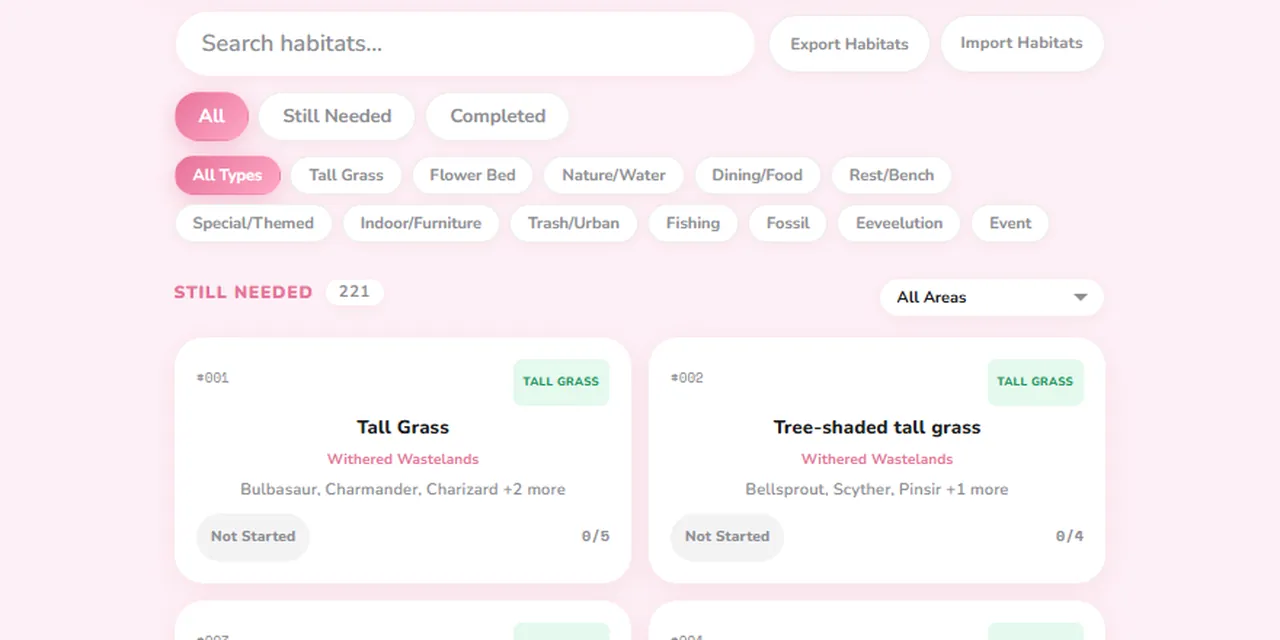 Search habitats...
Export Habitats
Import Habitats
All
Still Needed
Completed
All Types
Tall Grass
Flower Bed
Nature/Water
Dining/Food
Rest/Bench
Special/Themed
Indoor/Furniture
Trash/Urban
Fishing
Fossil
Eeveelution
Event
STILL NEEDED 221
All Areas
#001
TALL GRASS
Tall Grass
Withered Wastelands
Bulbasaur, Charmander, Charizard +2 more
Not Started
0/5
#002
TALL GRASS
Tree-shaded tall grass
Withered Wastelands
Bellsprout, Scyther, Pinsir +1 more
Not Started
0/4